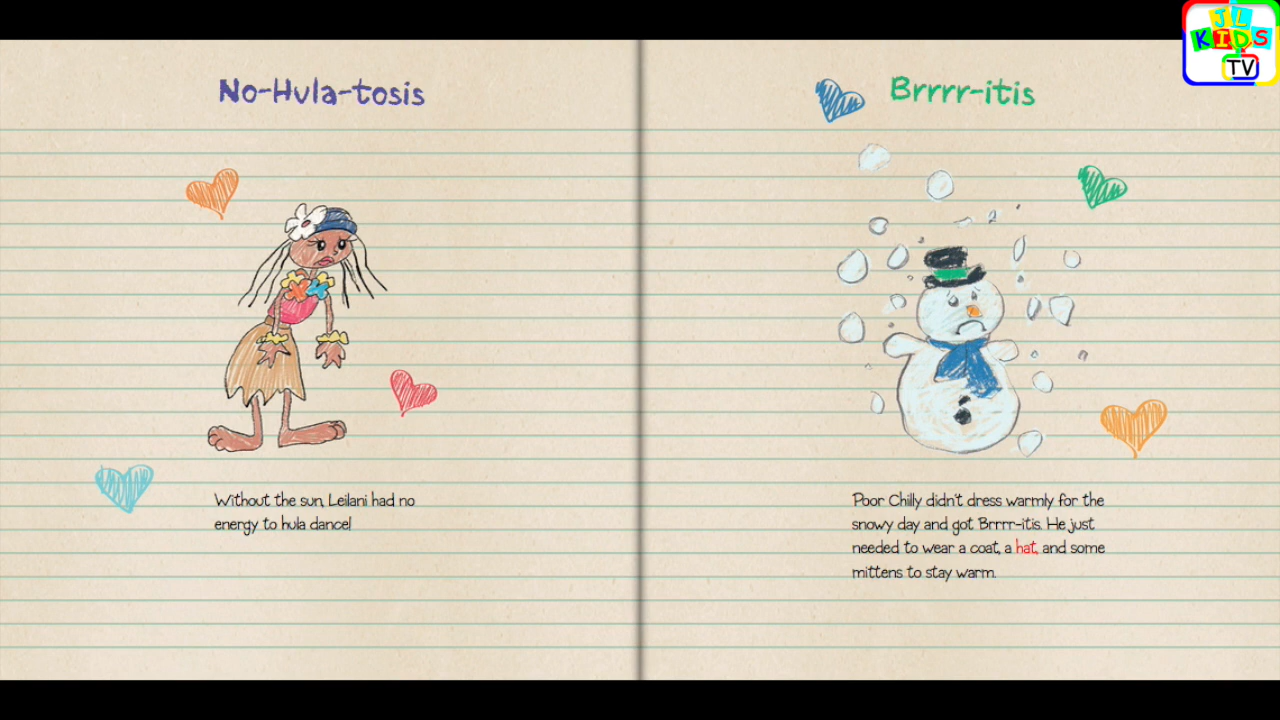 No-Hula-tosis
Without the sun, Leilani had no
energy to hula dance!
Brrrr-itis
Poor Chilly didn't dress warmly for the
snowy day and got Brrrr-itis. He just
needed to wear a coat, a hat, and some
mittens to stay warm.
JL
KIDS
TV